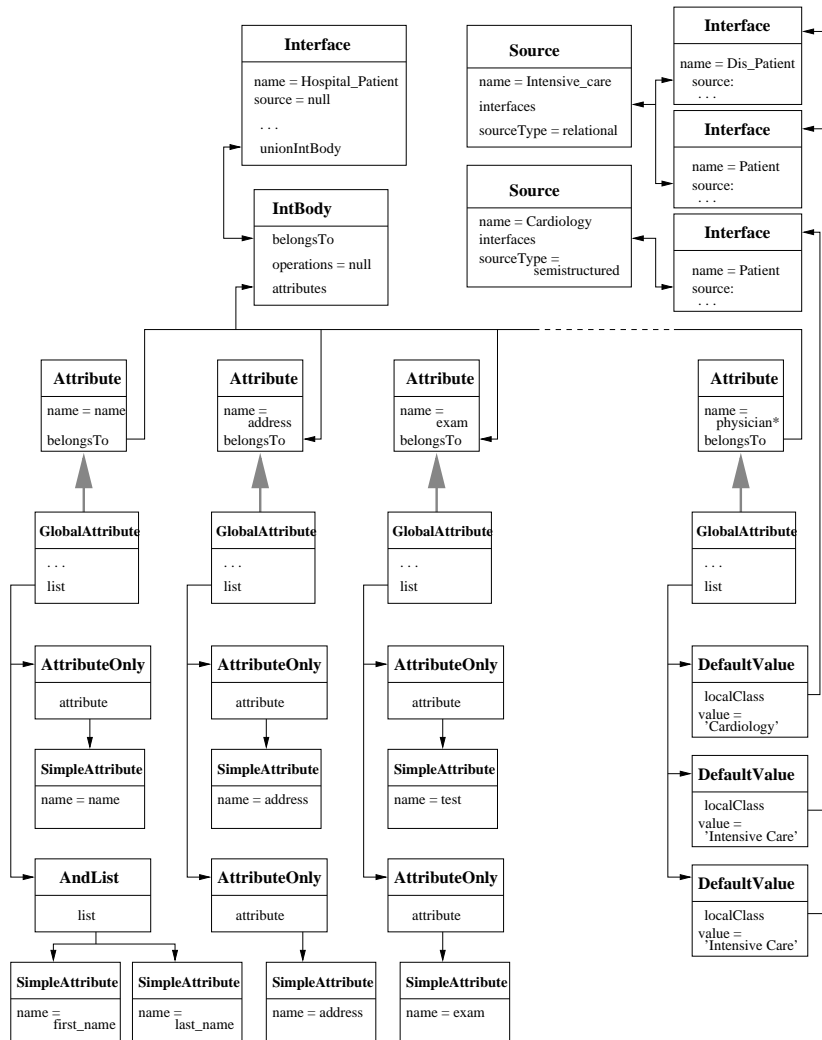 Interface
name = Hospital_Patient
source = null
. . .
unionIntBody
Source
name = Intensive_care
interfaces
sourceType = relational
Interface
name = Dis_Patient
source:
. . .
Interface
name = Patient
source:
. . .
IntBody
belongsTo
operations = null
attributes
Source
name = Cardiology
interfaces
sourceType =
semistructured
Interface
name = Patient
source:
. . .
Attribute
name = name
belongsTo
Attribute
name =
address
belongsTo
Attribute
name =
exam
belongsTo
Attribute
name =
physician*
belongsTo
GlobalAttribute
. . .
list
GlobalAttribute
. . .
list
GlobalAttribute
. . .
list
GlobalAttribute
. . .
list
AttributeOnly
attribute
AttributeOnly
attribute
AttributeOnly
attribute
DefaultValue
localClass
value =
'Cardiology'
SimpleAttribute
name = name
SimpleAttribute
name = address
SimpleAttribute
name = test
DefaultValue
localClass
value =
'Intensive Care'
AndList
list
AttributeOnly
attribute
AttributeOnly
attribute
DefaultValue
localClass
value =
'Intensive Care'
SimpleAttribute
name =
first_name
SimpleAttribute
name =
last_name
SimpleAttribute
name = address
SimpleAttribute
name = exam